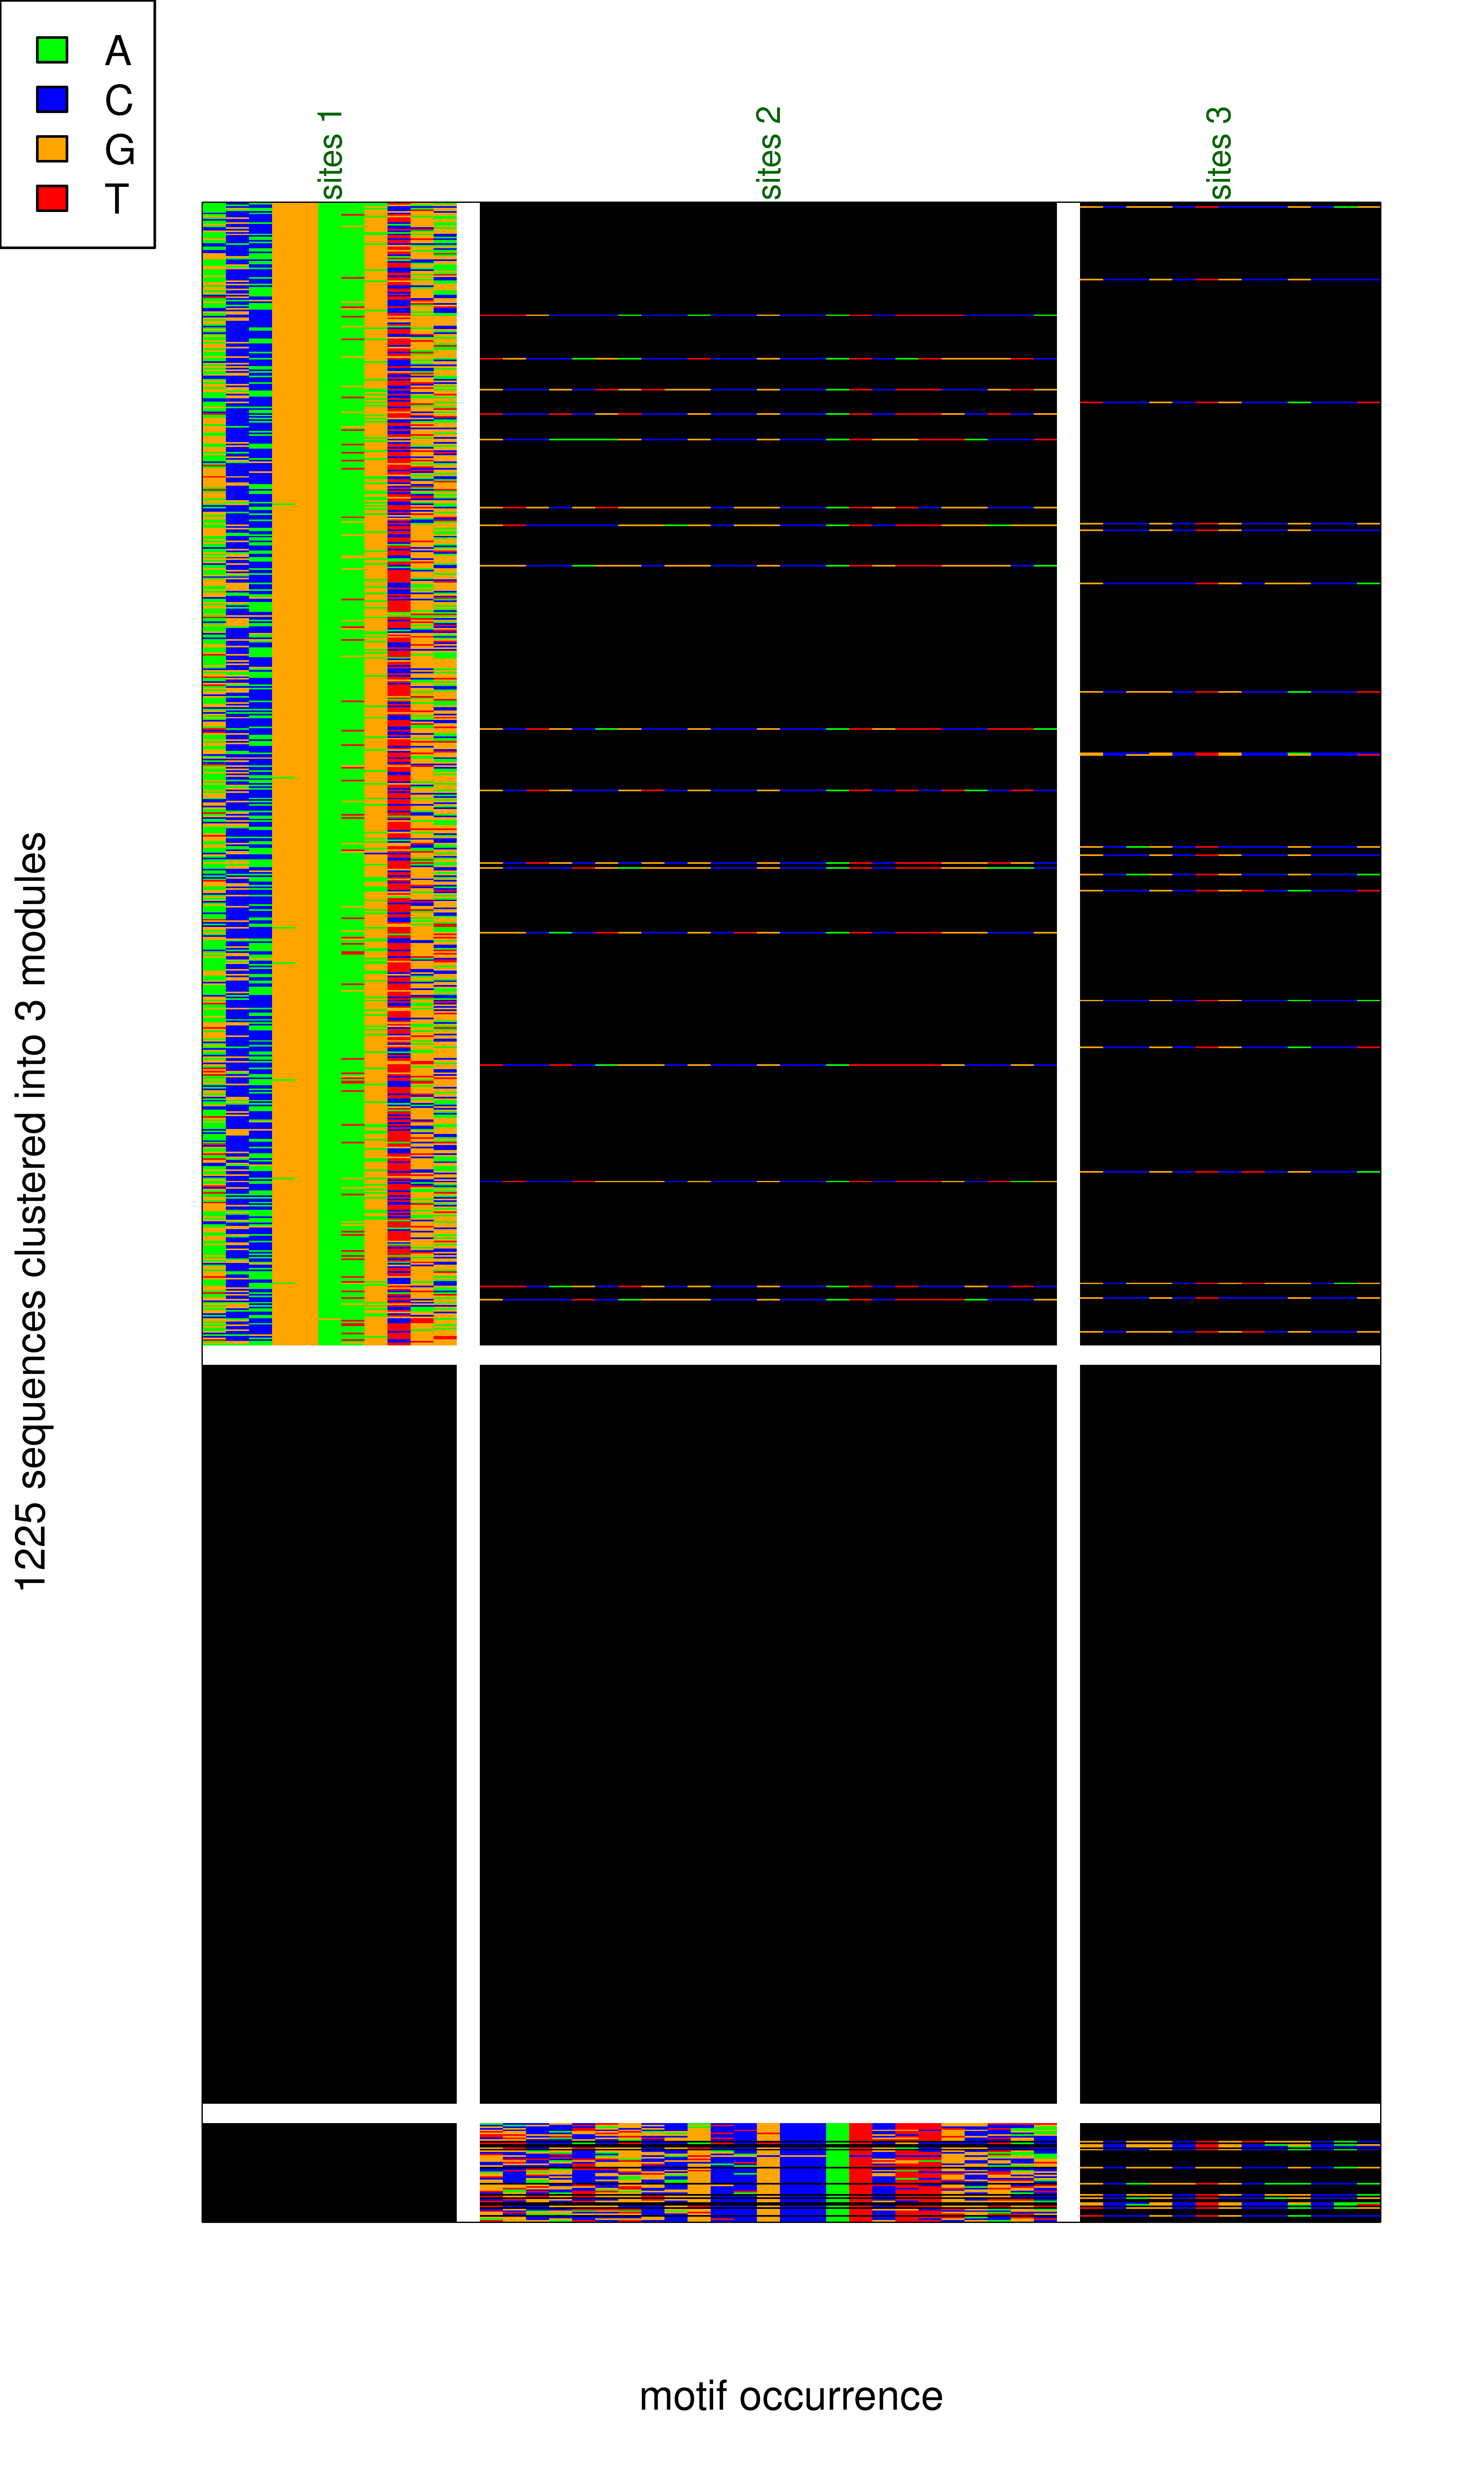 A
C
G
T
sites 1
sites 2
sites 3
1225 sequences clustered into 3 modules
motif occurrence